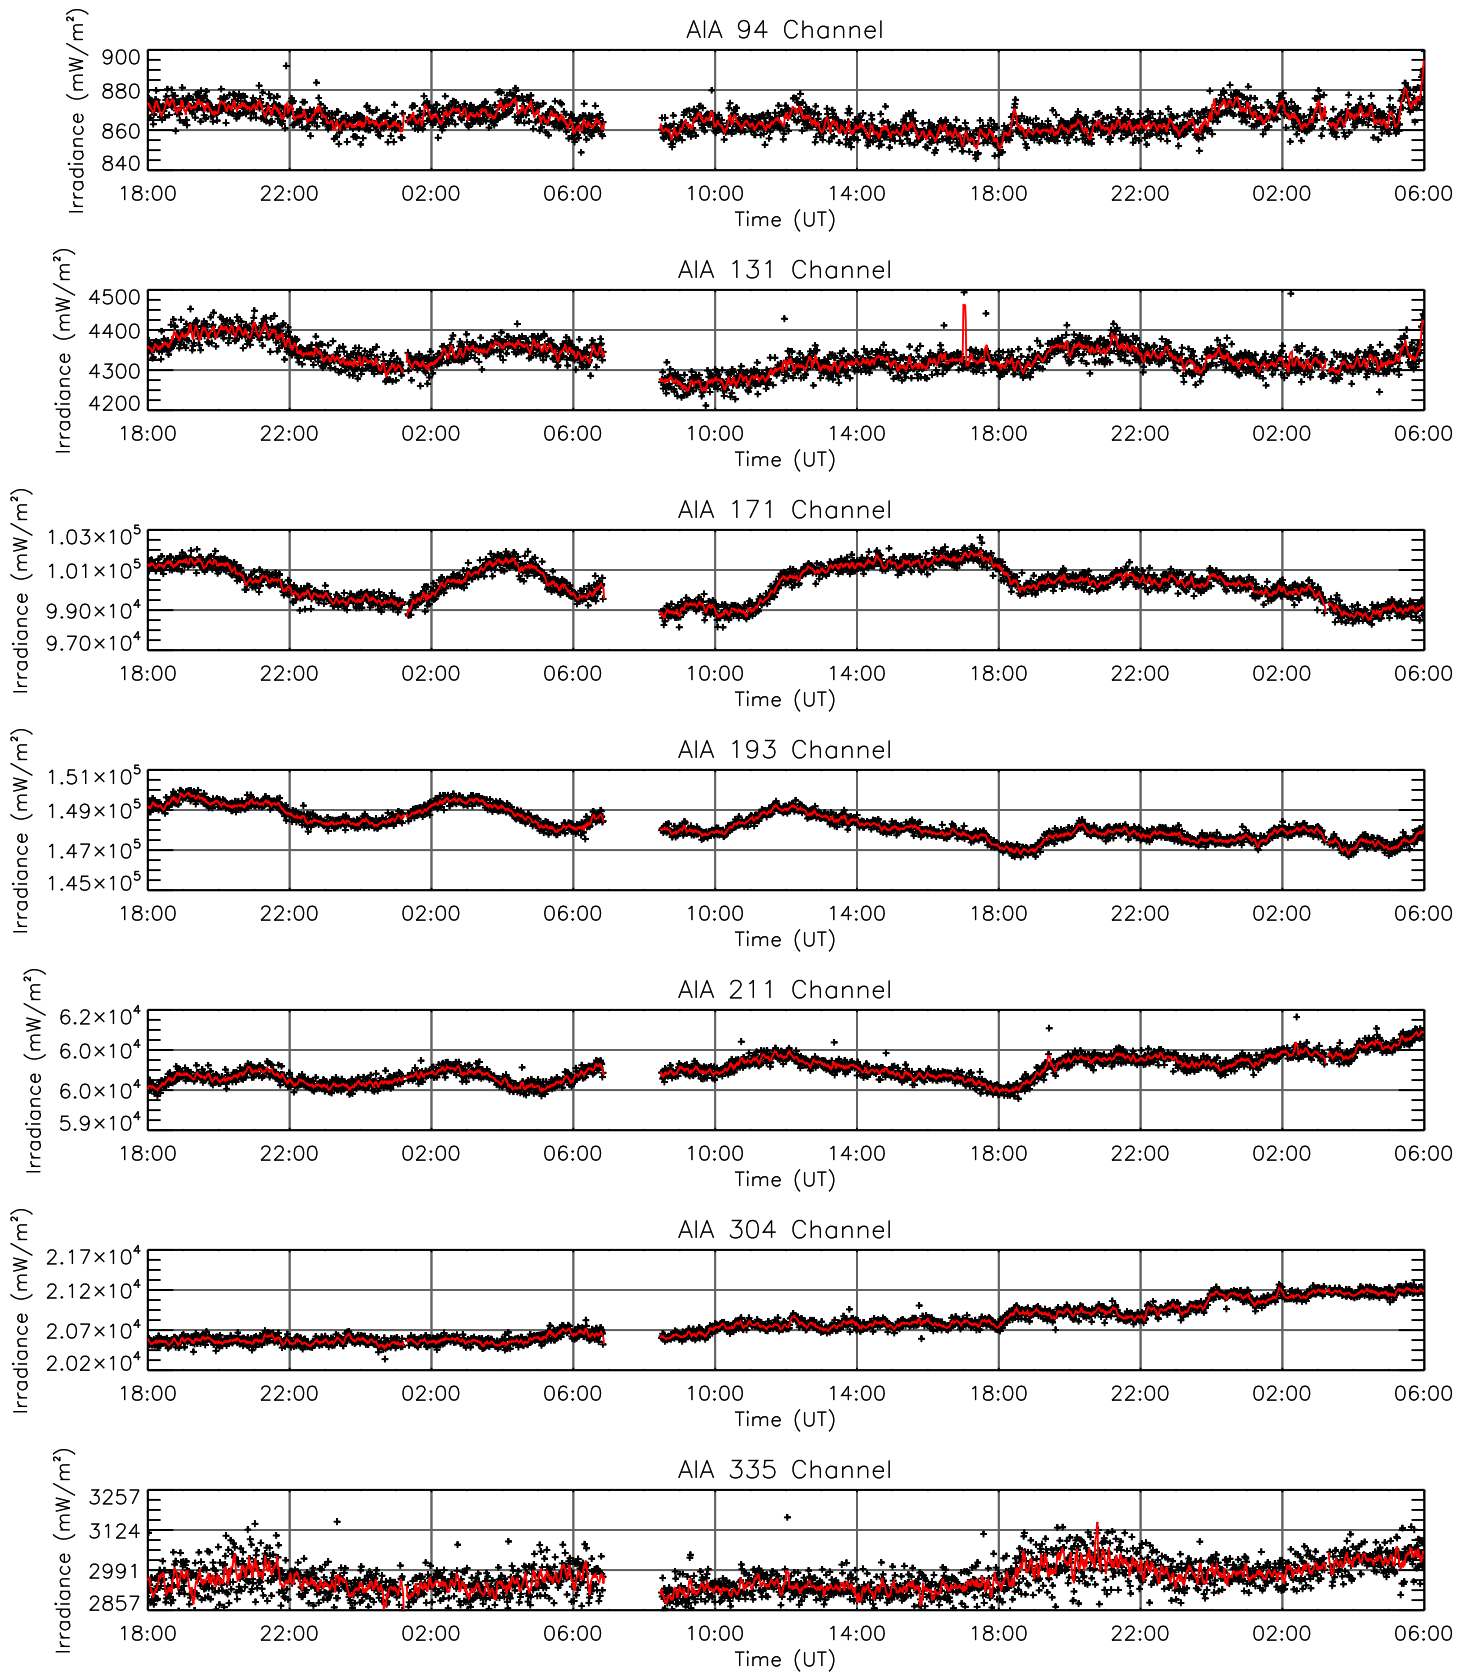 AIA 94 Channel
Irradiance (mW/m²)
900
880
860
840
18:00 22:00 02:00 06:00 10:00 14:00 18:00 22:00 02:00 06:00
Time (UT)
AIA 131 Channel
Irradiance (mW/m²)
4500
4400
4300
4200
18:00 22:00 02:00 06:00 10:00 14:00 18:00 22:00 02:00 06:00
Time (UT)
AIA 171 Channel
Irradiance (mW/m²)
1.03×10⁵
1.01×10⁵
9.90×10⁴
9.70×10⁴
18:00 22:00 02:00 06:00 10:00 14:00 18:00 22:00 02:00 06:00
Time (UT)
AIA 193 Channel
Irradiance (mW/m²)
1.51×10⁵
1.49×10⁵
1.47×10⁵
1.45×10⁵
18:00 22:00 02:00 06:00 10:00 14:00 18:00 22:00 02:00 06:00
Time (UT)
AIA 211 Channel
Irradiance (mW/m²)
6.2×10⁴
6.0×10⁴
6.0×10⁴
5.9×10⁴
18:00 22:00 02:00 06:00 10:00 14:00 18:00 22:00 02:00 06:00
Time (UT)
AIA 304 Channel
Irradiance (mW/m²)
2.17×10⁴
2.12×10⁴
2.07×10⁴
2.02×10⁴
18:00 22:00 02:00 06:00 10:00 14:00 18:00 22:00 02:00 06:00
Time (UT)
AIA 335 Channel
Irradiance (mW/m²)
3257
3124
2991
2857
18:00 22:00 02:00 06:00 10:00 14:00 18:00 22:00 02:00 06:00
Time (UT)